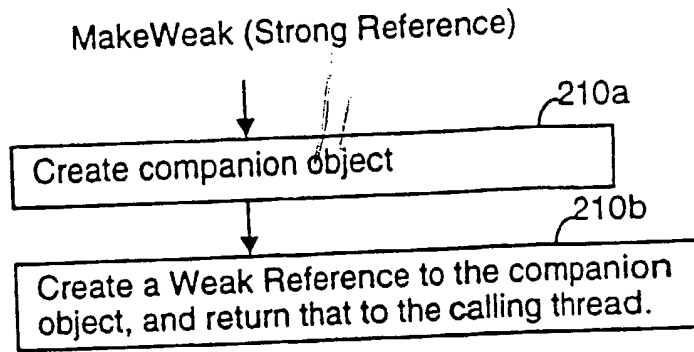 MakeWeak (Strong Reference)
210a
Create companion object
210b
Create a Weak Reference to the companion
object, and return that to the calling thread.